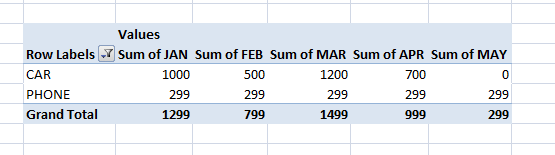 Values
Row Labels Sum of JAN Sum of FEB Sum of MAR Sum of APR Sum of MAY
CAR 1000 500 1200 700 0
PHONE 299 299 299 299 299
Grand Total 1299 799 1499 999 299